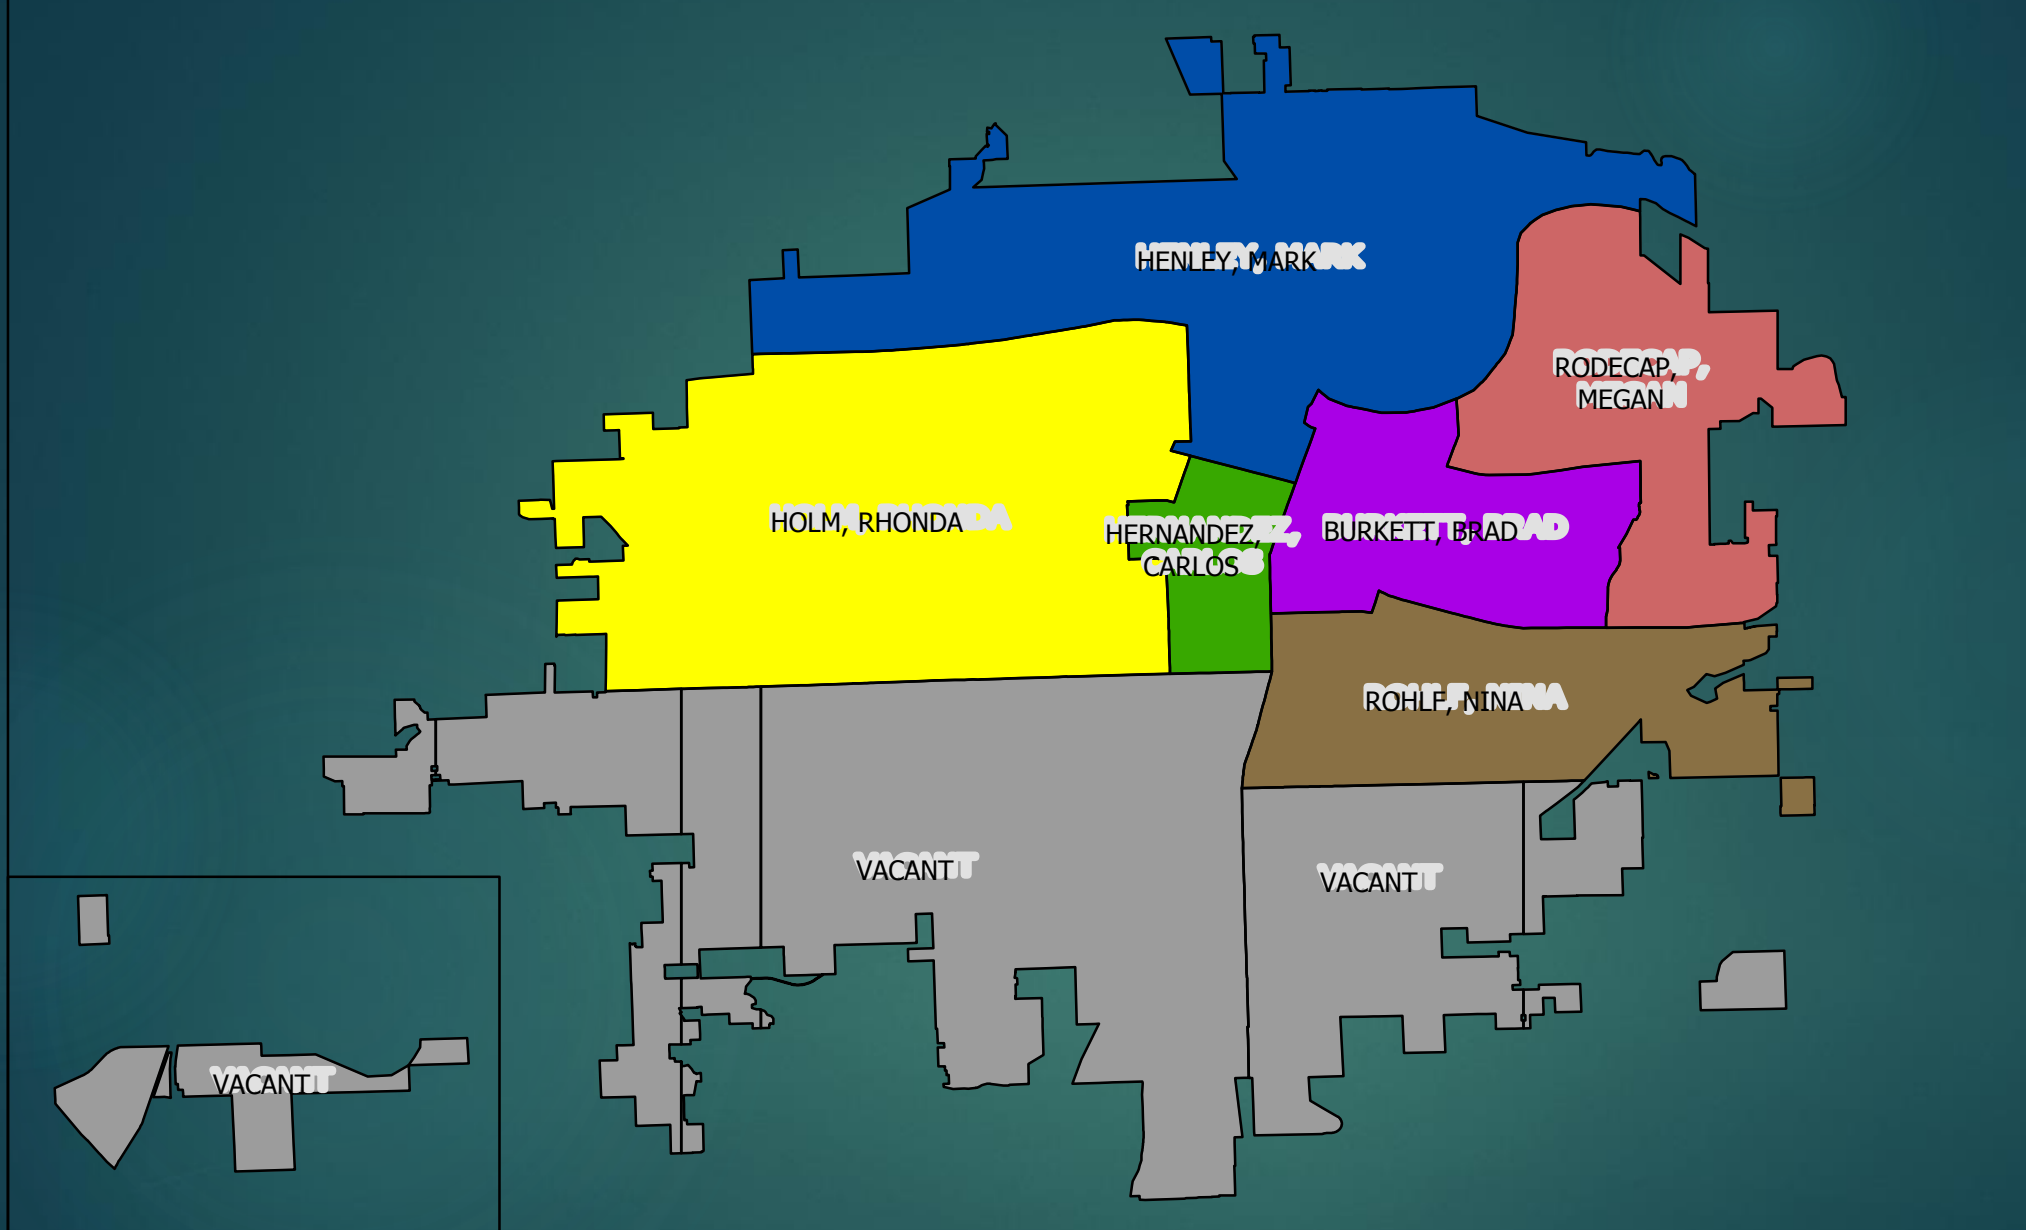 HENLEY, MARK
RODECAP,
MEGAN
HOLM, RHONDA
HERNANDEZ,
CARLOS
BURKETT, BRAD
ROHLF, NINA
VACANT
VACANT
VACANT